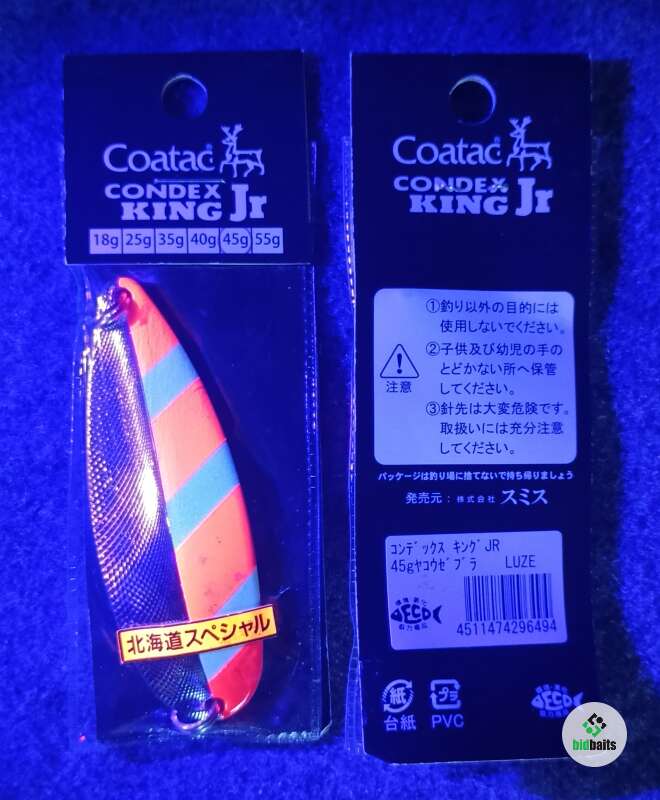 Coatac
CONDEX
KING Jr
18g 25g 35g 40g 45g 55g
北海道スペシャル
Coatac
CONDEX
KING Jr
①釣り以外の目的には
使用しないでください。
②子供及び幼児の手の
とどかない所へ保管
してください。
③針先は大変危険です。
取扱いには充分注意
してください。
注意
パッケージは釣り場に捨てないで持ち帰りましょう
発売元：株式会社 スミス
コンデックス キングJR
45gヤコウゼブラ LUZE
ECO
4511474296494
紙
台紙
プラ
PVC
ECO
bidbaits